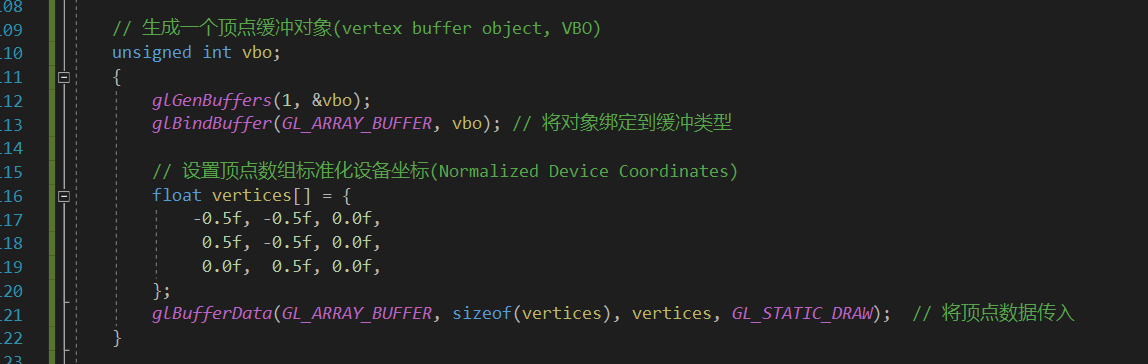 108
109 // 生成一个顶点缓冲对象(vertex buffer object, VBO)
110 unsigned int vbo;
111 {
112 glGenBuffers(1, &vbo);
113 glBindBuffer(GL_ARRAY_BUFFER, vbo); // 将对象绑定到缓冲类型
114
115 // 设置顶点数组标准化设备坐标(Normalized Device Coordinates)
116 float vertices[] = {
117 -0.5f, -0.5f, 0.0f,
118 0.5f, -0.5f, 0.0f,
119 0.0f, 0.5f, 0.0f,
120 };
121 glBufferData(GL_ARRAY_BUFFER, sizeof(vertices), vertices, GL_STATIC_DRAW); // 将顶点数据传入
122 }
123